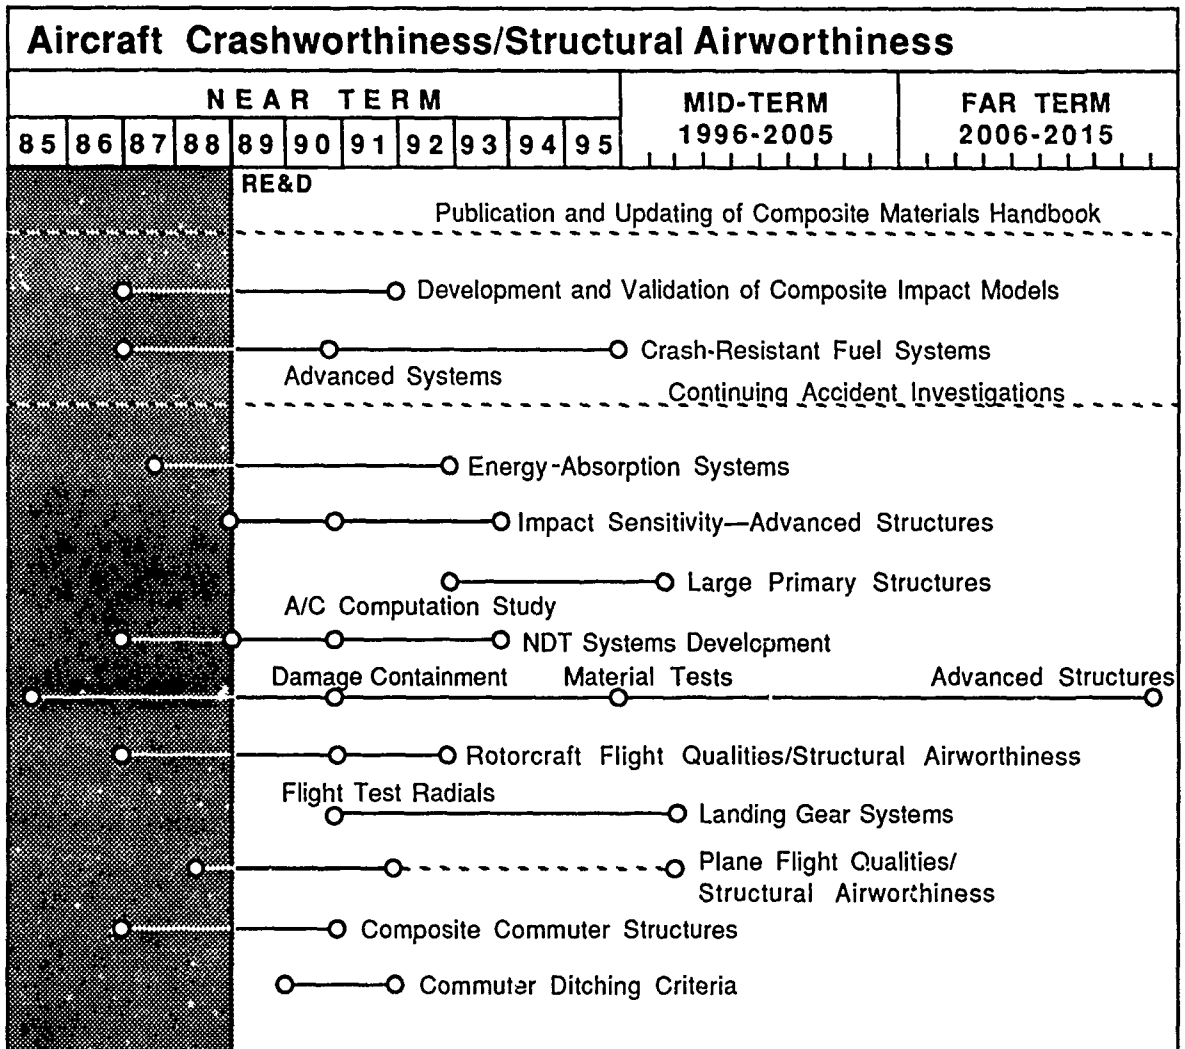 Aircraft Crashworthiness/Structural Airworthiness
NEAR TERM
MID-TERM
1996-2005
FAR TERM
2006-2015
85 86 87 88 89 90 91 92 93 94 95
RE&D
Publication and Updating of Composite Materials Handbook
Development and Validation of Composite Impact Models
Crash-Resistant Fuel Systems
Advanced Systems
Continuing Accident Investigations
Energy-Absorption Systems
Impact Sensitivity—Advanced Structures
Large Primary Structures
A/C Computation Study
NDT Systems Development
Damage Containment Material Tests Advanced Structures
Rotorcraft Flight Qualities/Structural Airworthiness
Flight Test Radials
Landing Gear Systems
Plane Flight Qualities/
Structural Airworthiness
Composite Commuter Structures
Commuter Ditching Criteria